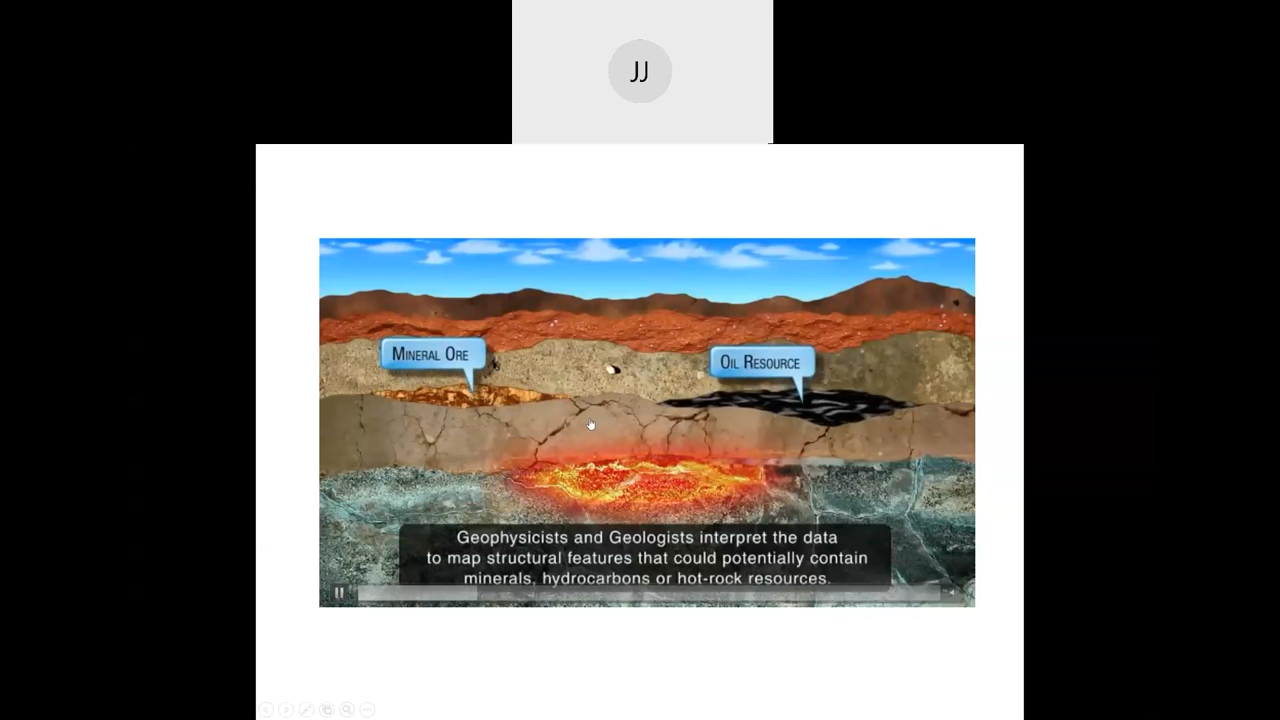 JJ
Mineral Ore
Oil Resource
Geophysicists and Geologists interpret the data
to map structural features that could potentially contain
minerals, hydrocarbons or hot-rock resources.